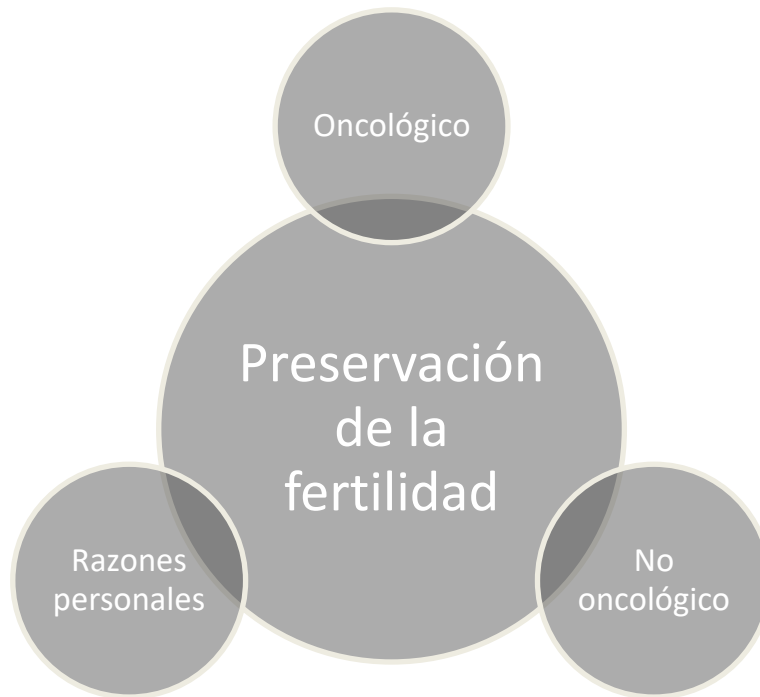 Oncológico
Preservación
de la
fertilidad
Razones
personales
No
oncológico